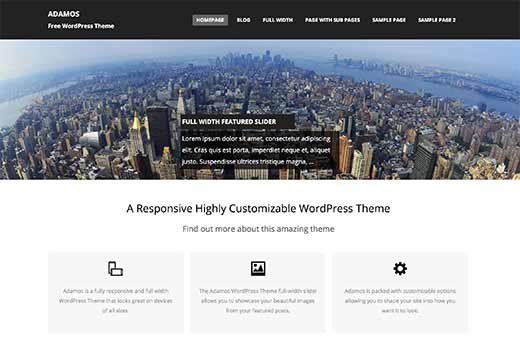 ADAMOS
Free WordPress Theme
HOMEPAGE BLOG FULL WIDTH PAGE WITH SUB PAGES SAMPLE PAGE SAMPLE PAGE 2
FULL WIDTH FEATURED SLIDER
Lorem ipsum dolor sit amet, consectetur adipiscing
elit. Cras quis est porta, imperdiet neque et, aliquet
justo. Suspendisse ultrices tristique magna, ...
A Responsive Highly Customizable WordPress Theme
Find out more about this amazing theme
Adamos is a fully responsive and full width
WordPress Theme that looks great on devices
of all sizes
The Adamos WordPress Theme full-width slider
allows you to showcase your beautiful images
from your featured posts.
Adamos is packed with customizable options
allowing you to shape your site into how you
want it to look.